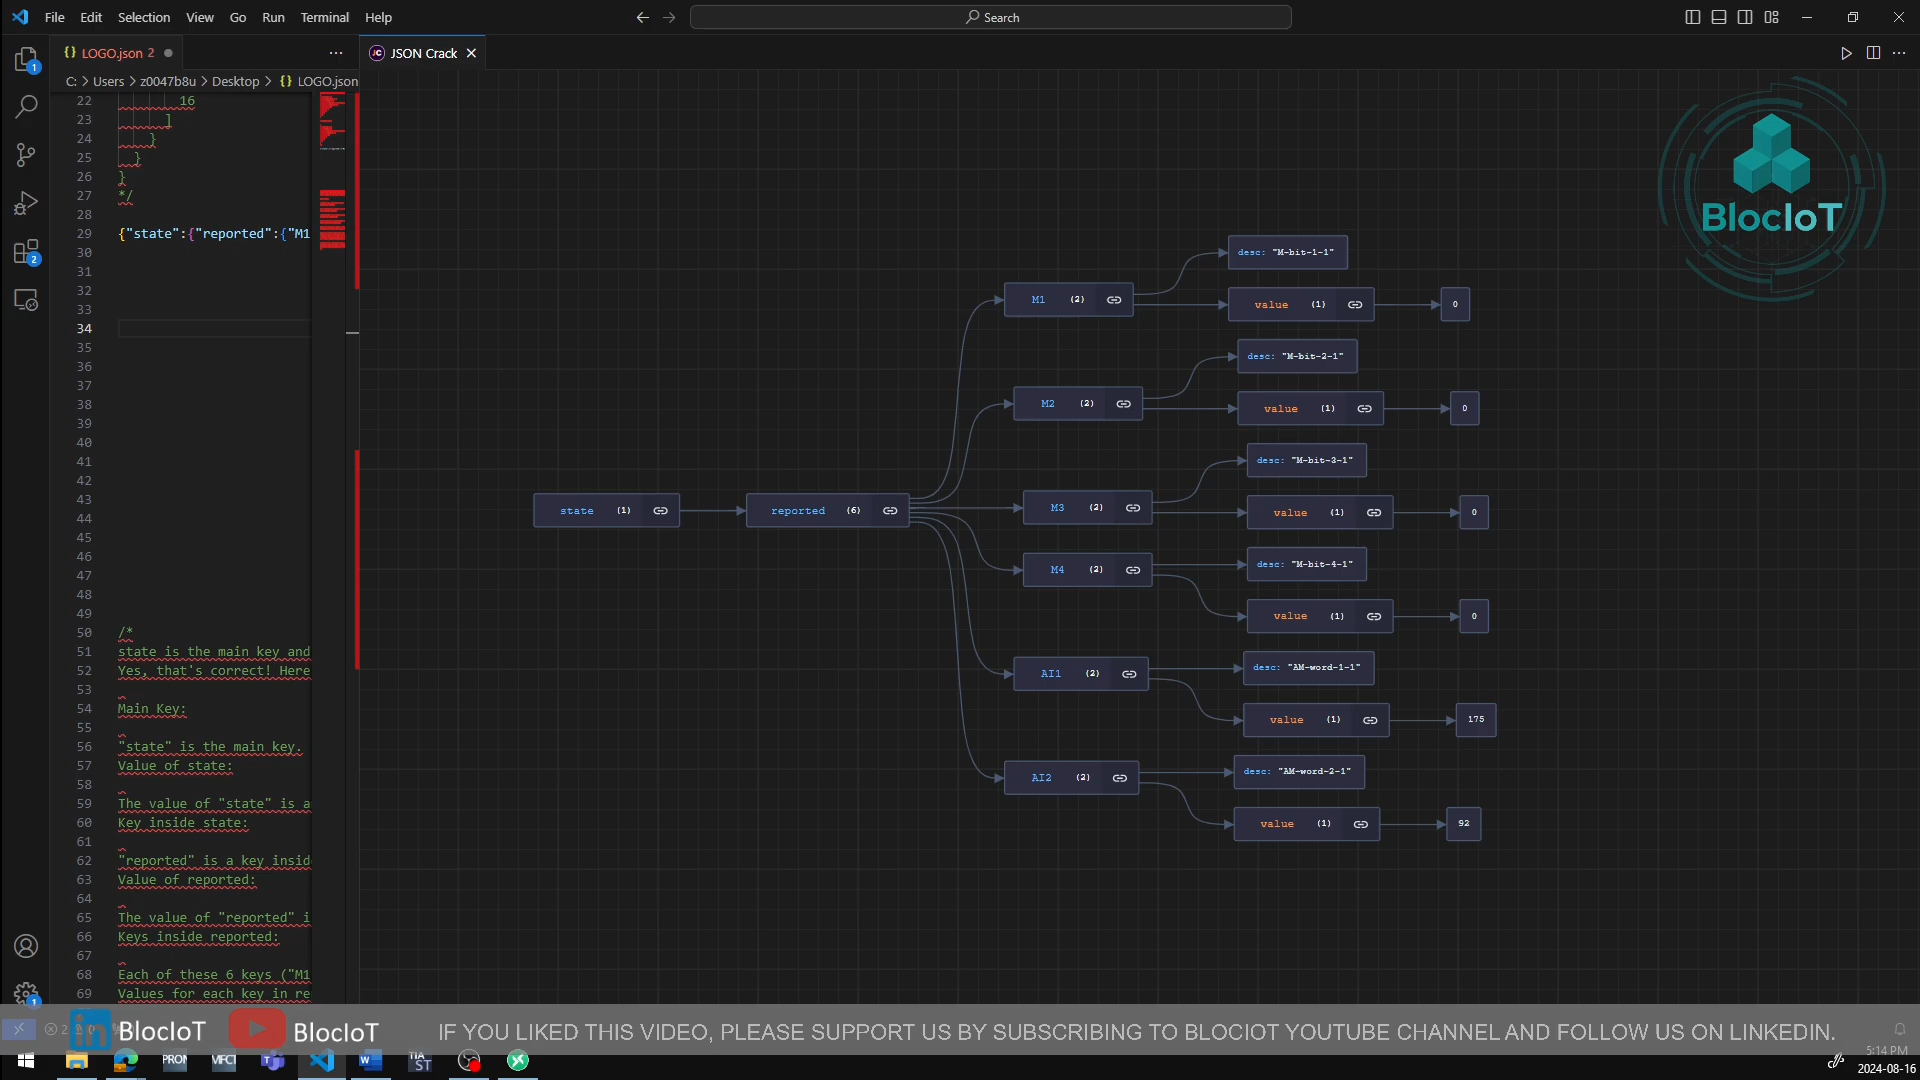 File Edit Selection View Go Run Terminal Help
Search
{} LOGO.json 2
JSON Crack
C: > Users > z0047b8u > Desktop > {} LOGO.json
22 16
23 ]
24 }
25 }
26 }
27 */
28
29 {"state":{"reported":{"M1
30
31
32
33
34
35
36
37
38
39
40
41
42
43
44
45
46
47
48
49
50 /*
51 state is the main key and
52 Yes, that's correct! Here
53
54 Main Key:
55
56 "state" is the main key.
57 Value of state:
58
59 The value of "state" is a
60 Key inside state:
61
62 "reported" is a key insid
63 Value of reported:
64
65 The value of "reported" i
66 Keys inside reported:
67
68 Each of these 6 keys ("M1
69 Values for each key in re
1
2
1
state (1)
reported (6)
M1 (2)
desc: "M-bit-1-1"
value (1)
0
M2 (2)
desc: "M-bit-2-1"
value (1)
0
M3 (2)
desc: "M-bit-3-1"
value (1)
0
M4 (2)
desc: "M-bit-4-1"
value (1)
0
AI1 (2)
desc: "AM-word-1-1"
value (1)
175
AI2 (2)
desc: "AM-word-2-1"
value (1)
92
BlocIoT
in BlocIoT
BlocIoT
IF YOU LIKED THIS VIDEO, PLEASE SUPPORT US BY SUBSCRIBING TO BLOCIOT YOUTUBE CHANNEL AND FOLLOW US ON LINKEDIN.
TIA
ST
5:14 PM
2024-08-16